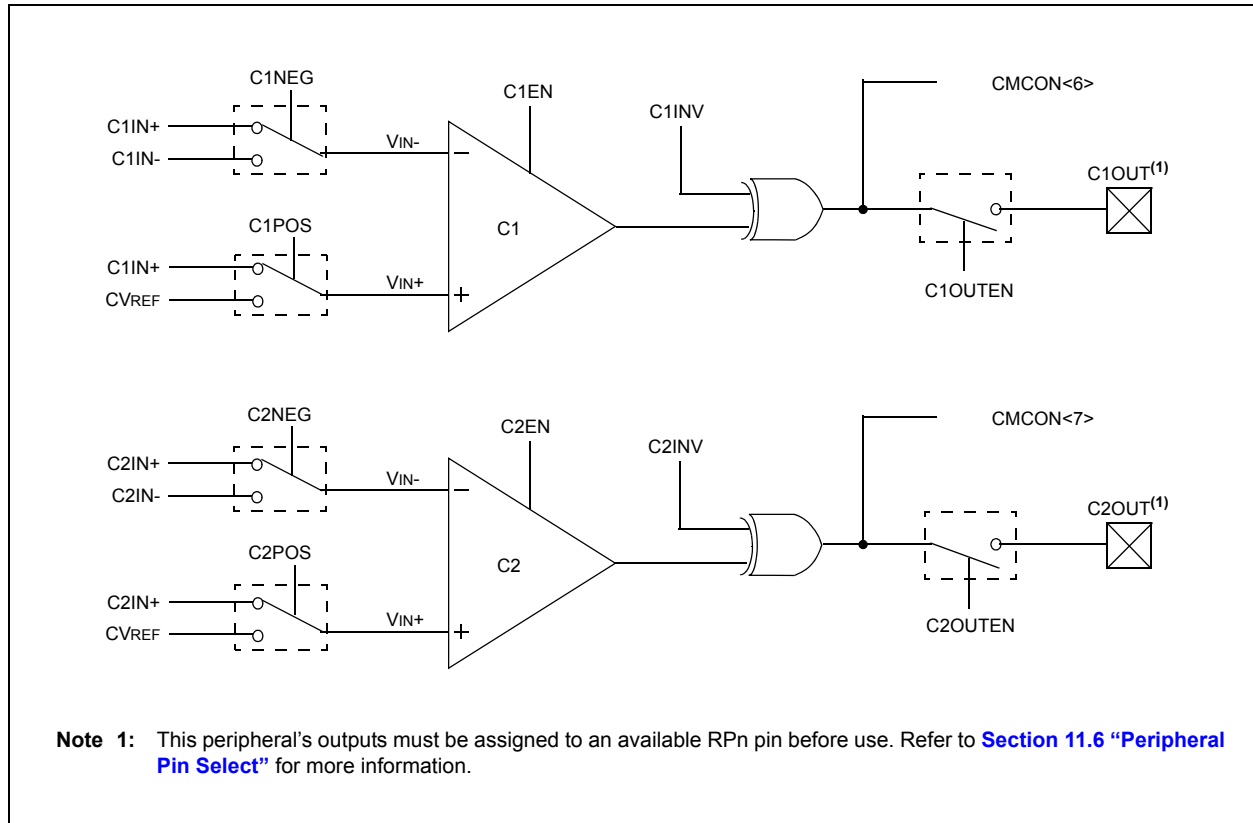 C1NEG
C1EN
C1INV
CMCON<6>
C1IN+
C1IN-
VIN-
–
C1OUT(1)
C1POS
C1
C1IN+
CVREF
VIN+
+
C1OUTEN
C2NEG
C2EN
C2INV
CMCON<7>
C2IN+
C2IN-
VIN-
–
C2OUT(1)
C2POS
C2
C2IN+
CVREF
VIN+
+
C2OUTEN
Note 1: This peripheral's outputs must be assigned to an available RPn pin before use. Refer to Section 11.6 “Peripheral
Pin Select” for more information.